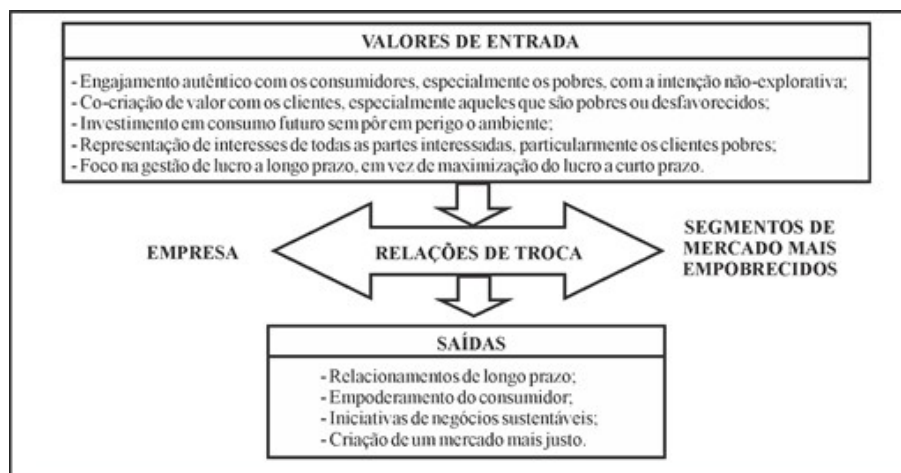 VALORES DE ENTRADA
- Engajamento autêntico com os consumidores, especialmente os pobres, com a intenção não-explorativa;
- Co-criação de valor com os clientes, especialmente aqueles que são pobres ou desfavorecidos;
- Investimento em consumo futuro sem pôr em perigo o ambiente;
- Representação de interesses de todas as partes interessadas, particularmente os clientes pobres;
- Foco na gestão de lucro a longo prazo, em vez de maximização do lucro a curto prazo.
EMPRESA
RELAÇÕES DE TROCA
SEGMENTOS DE
MERCADO MAIS
EMPOBRECIDOS
SAÍDAS
- Relacionamentos de longo prazo;
- Empoderamento do consumidor;
- Iniciativas de negócios sustentáveis;
- Criação de um mercado mais justo.